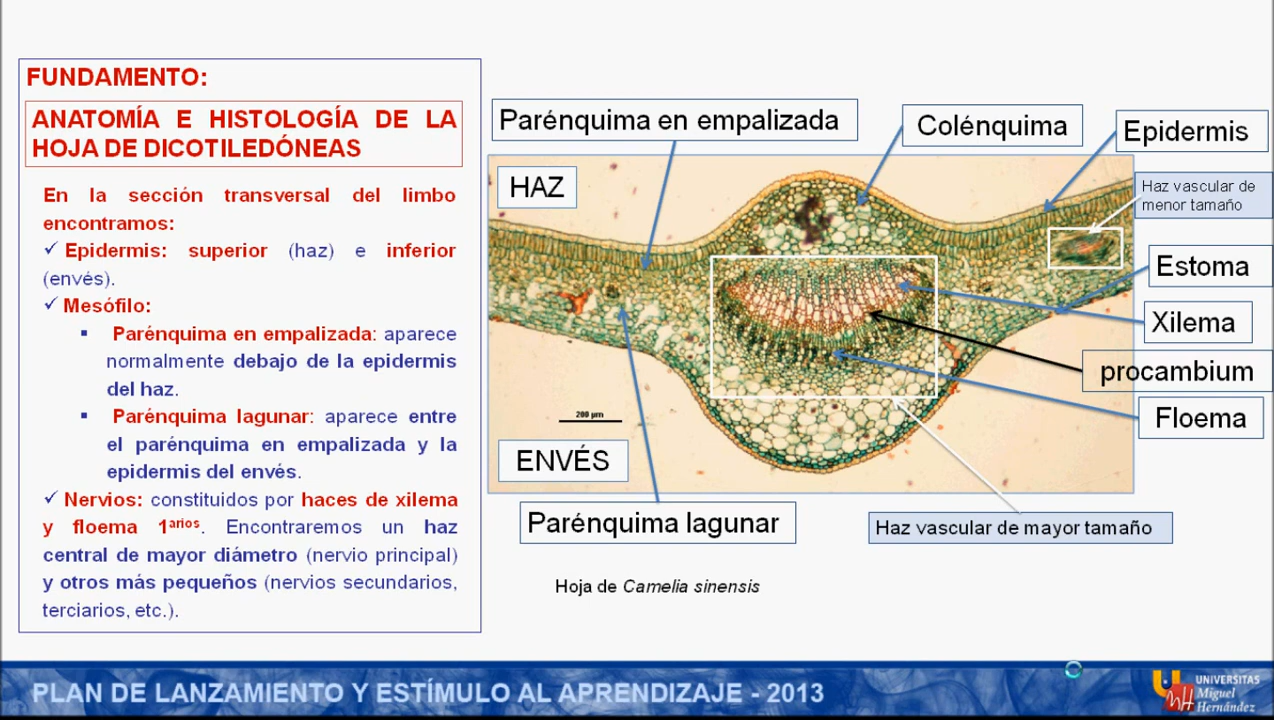 FUNDAMENTO:
ANATOMÍA E HISTOLOGÍA DE LA
HOJA DE DICOTILEDÓNEAS
En la sección transversal del limbo
encontramos:
✓ Epidermis: superior (haz) e inferior
(envés).
✓ Mesófilo:
▪ Parénquima en empalizada: aparece
normalmente debajo de la epidermis
del haz.
▪ Parénquima lagunar: aparece entre
el parénquima en empalizada y la
epidermis del envés.
✓ Nervios: constituidos por haces de xilema
y floema 1arios. Encontraremos un haz
central de mayor diámetro (nervio principal)
y otros más pequeños (nervios secundarios,
terciarios, etc.).
Parénquima en empalizada
Colénquima
Epidermis
HAZ
Haz vascular de
menor tamaño
Estoma
Xilema
procambium
Floema
200 µm
ENVÉS
Parénquima lagunar
Haz vascular de mayor tamaño
Hoja de Camelia sinensis
PLAN DE LANZAMIENTO Y ESTÍMULO AL APRENDIZAJE - 2013
UNIVERSITAS
Miguel
Hernández